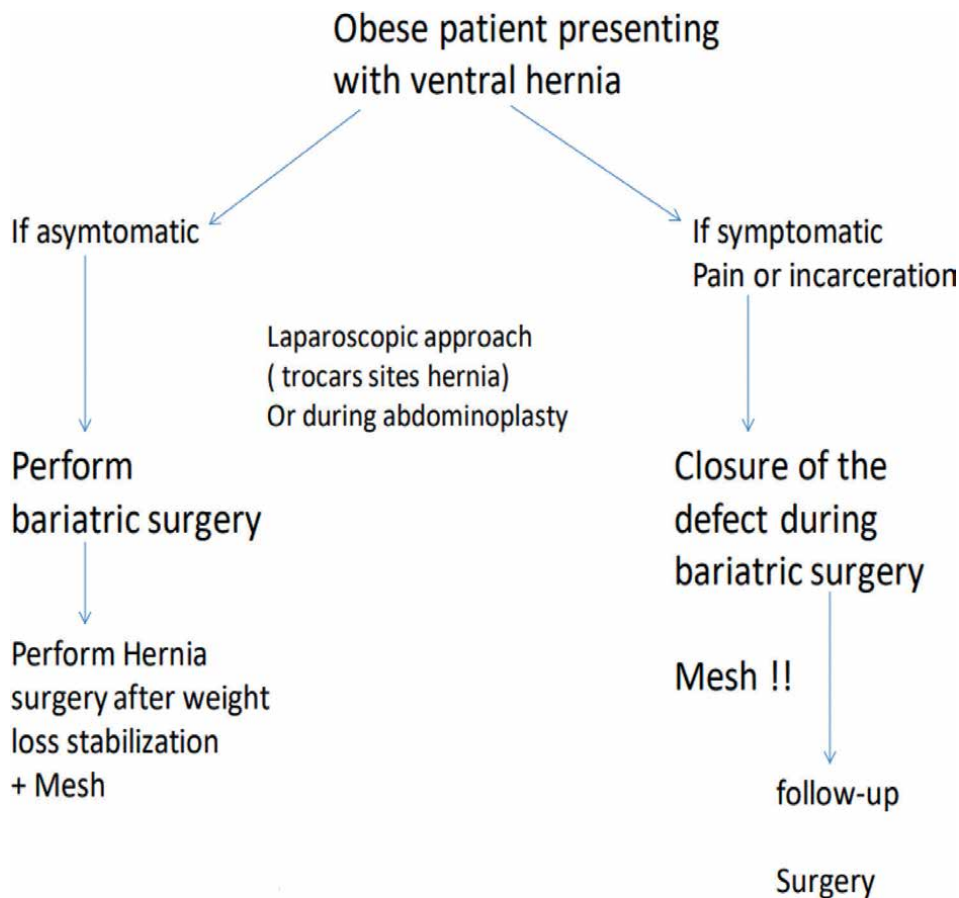 Obese patient presenting
with ventral hernia
If asymtomatic
If symptomatic
Pain or incarceration
Laparoscopic approach
( trocars sites hernia)
Or during abdominoplasty
Perform
bariatric surgery
Closure of the
defect during
bariatric surgery
Perform Hernia
surgery after weight
loss stabilization
+ Mesh
Mesh !!
follow-up
Surgery